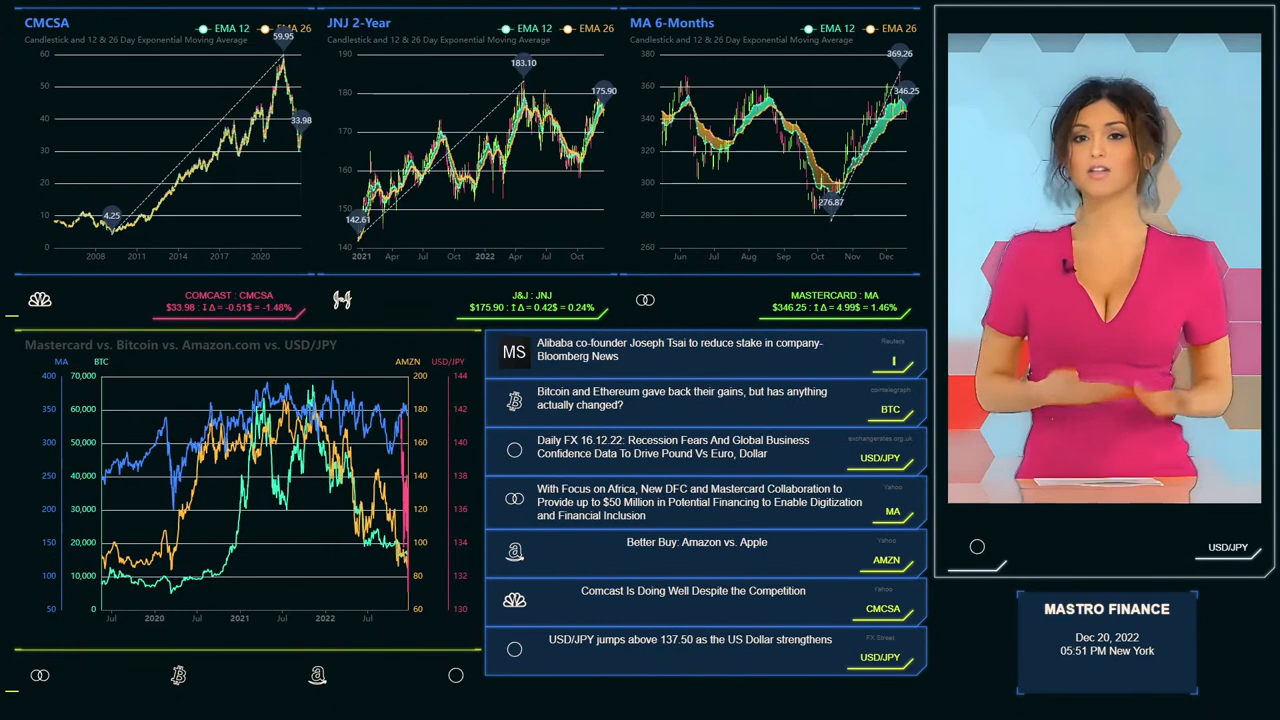 CMCSA
EMA 12
EMA 26
Candlestick and 12 & 26 Day Exponential Moving Average
59.95
60
50
40
33.98
30
20
10
4.25
0
2008
2011
2014
2017
2020
JNJ 2-Year
EMA 12
EMA 26
Candlestick and 12 & 26 Day Exponential Moving Average
190
183.10
180
175.90
170
160
150
142.61
140
2021
Apr
Jul
Oct
2022
Apr
Jul
Oct
MA 6-Months
EMA 12
EMA 26
Candlestick and 12 & 26 Day Exponential Moving Average
380
369.26
360
346.25
340
320
300
276.87
280
260
Jun
Jul
Aug
Sep
Oct
Nov
Dec
COMCAST : CMCSA
$33.98 : ↕ Δ = -0.51$ = -1.48%
J&J : JNJ
$175.90 : ↕ Δ = 0.42$ = 0.24%
MASTERCARD : MA
$346.25 : ↕ Δ = 4.99$ = 1.46%
Mastercard vs. Bitcoin vs. Amazon.com vs. USD/JPY
MA
BTC
AMZN
USD/JPY
400
70,000
200
144
350
60,000
180
142
300
50,000
160
140
250
40,000
140
138
200
30,000
120
136
150
20,000
100
134
100
10,000
80
132
50
0
60
130
Jul
2020
Jul
2021
Jul
2022
Jul
MS
Alibaba co-founder Joseph Tsai to reduce stake in company-
Bloomberg News
Reuters
I
Bitcoin and Ethereum gave back their gains, but has anything
actually changed?
cointelegraph
BTC
Daily FX 16.12.22: Recession Fears And Global Business
Confidence Data To Drive Pound Vs Euro, Dollar
exchangerates.org.uk
USD/JPY
With Focus on Africa, New DFC and Mastercard Collaboration to
Provide up to $50 Million in Potential Financing to Enable Digitization
and Financial Inclusion
Yahoo
MA
Better Buy: Amazon vs. Apple
Yahoo
AMZN
Comcast Is Doing Well Despite the Competition
Yahoo
CMCSA
USD/JPY jumps above 137.50 as the US Dollar strengthens
FX Street
USD/JPY
USD/JPY
MASTRO FINANCE
Dec 20, 2022
05:51 PM New York